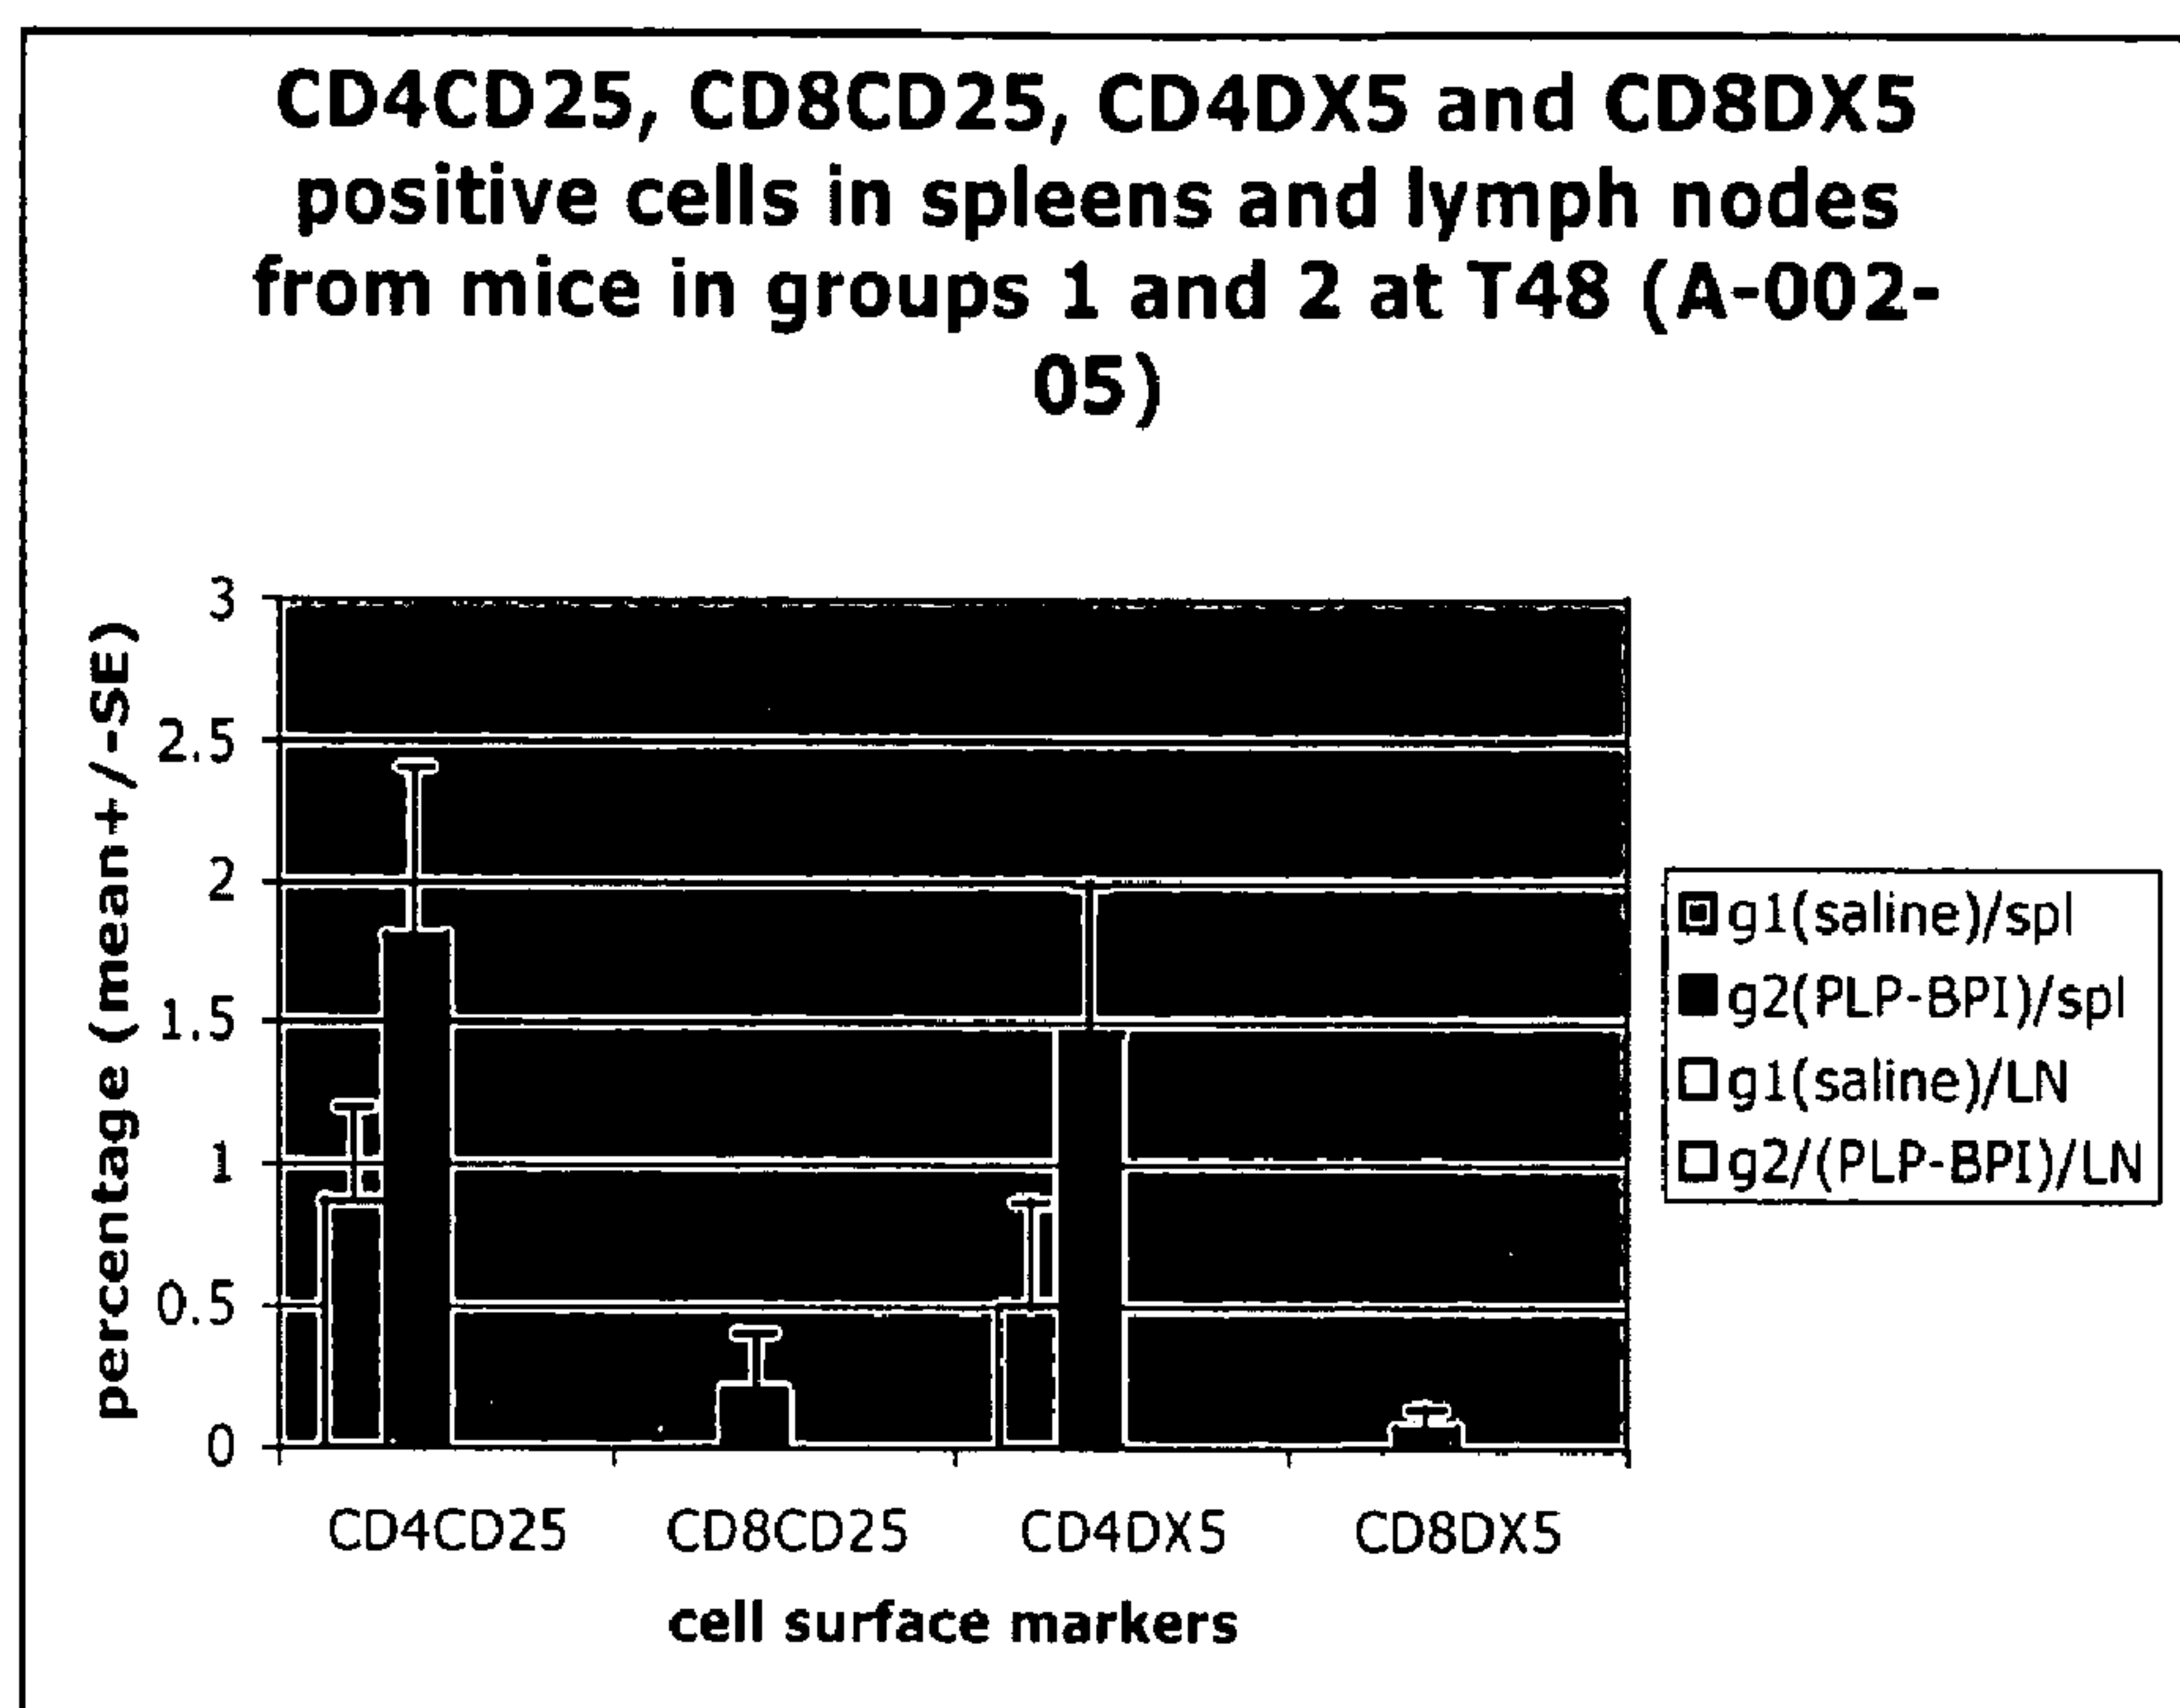 CD4CD25, CD8CD25, CD4DX5 and CD8DX5
positive cells in spleens and lymph nodes
from mice in groups 1 and 2 at T48 (A-002-
05)
percentage (mean+/-SE)
3
2.5
2
1.5
1
0.5
0
CD4CD25 CD8CD25 CD4DX5 CD8DX5
cell surface markers
g1(saline)/spl
g2(PLP-BPI)/spl
g1(saline)/LN
g2/(PLP-BPI)/LN